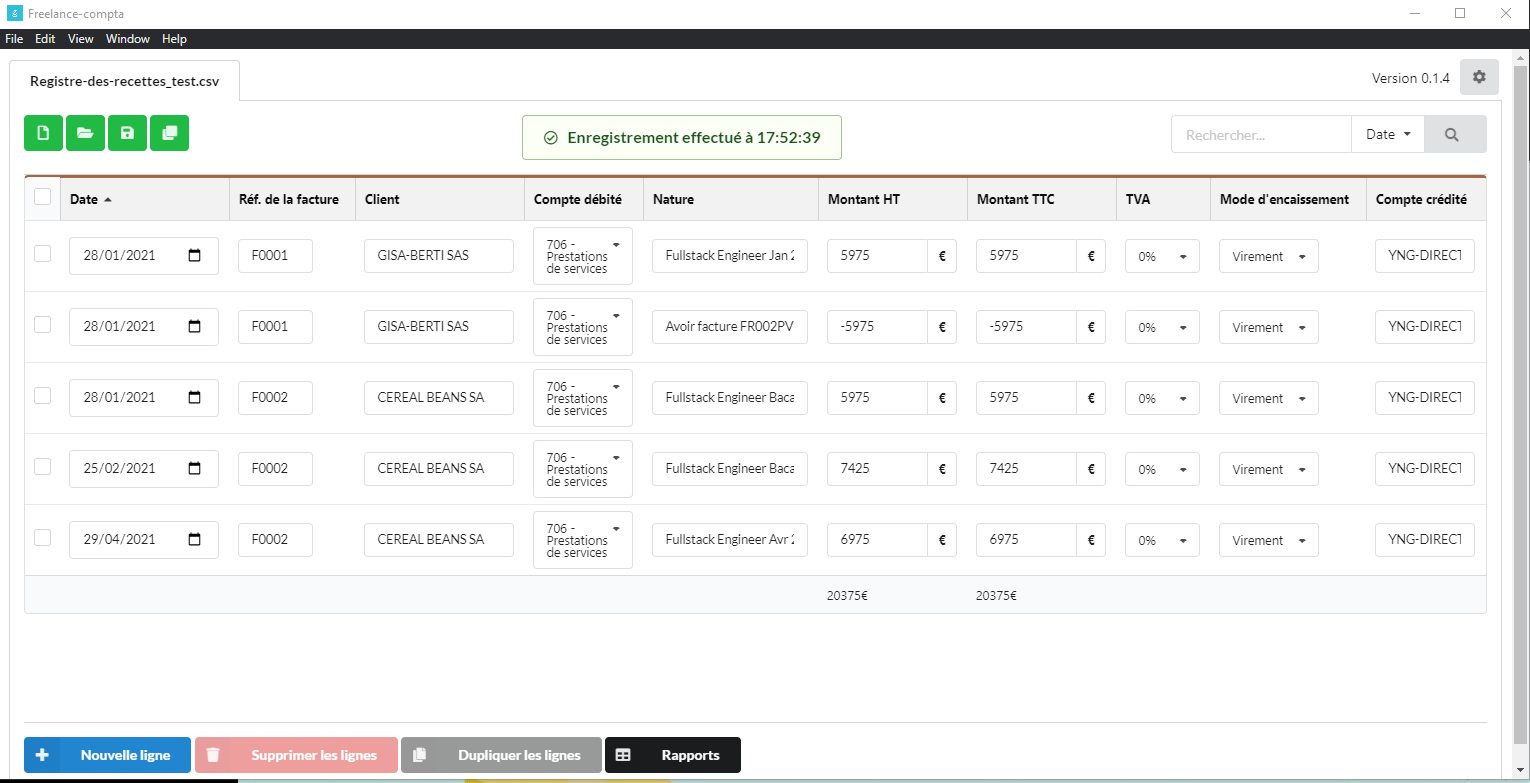 Freelance-compta
File Edit View Window Help
Registre-des-recettes_test.csv
Version 0.1.4
Enregistrement effectué à 17:52:39
Rechercher...
Date
Date Réf. de la facture Client Compte débité Nature Montant HT Montant TTC TVA Mode d'encaissement Compte crédité
28/01/2021 F0001 GISA-BERTI SAS 706 - Prestations de services Fullstack Engineer Jan 2 5975 € 5975 € 0% Virement YNG-DIRECT
28/01/2021 F0001 GISA-BERTI SAS 706 - Prestations de services Avoir facture FR002PV -5975 € -5975 € 0% Virement YNG-DIRECT
28/01/2021 F0002 CEREAL BEANS SA 706 - Prestations de services Fullstack Engineer Baca 5975 € 5975 € 0% Virement YNG-DIRECT
25/02/2021 F0002 CEREAL BEANS SA 706 - Prestations de services Fullstack Engineer Baca 7425 € 7425 € 0% Virement YNG-DIRECT
29/04/2021 F0002 CEREAL BEANS SA 706 - Prestations de services Fullstack Engineer Avr 2 6975 € 6975 € 0% Virement YNG-DIRECT
20375€ 20375€
Nouvelle ligne Supprimer les lignes Dupliquer les lignes Rapports